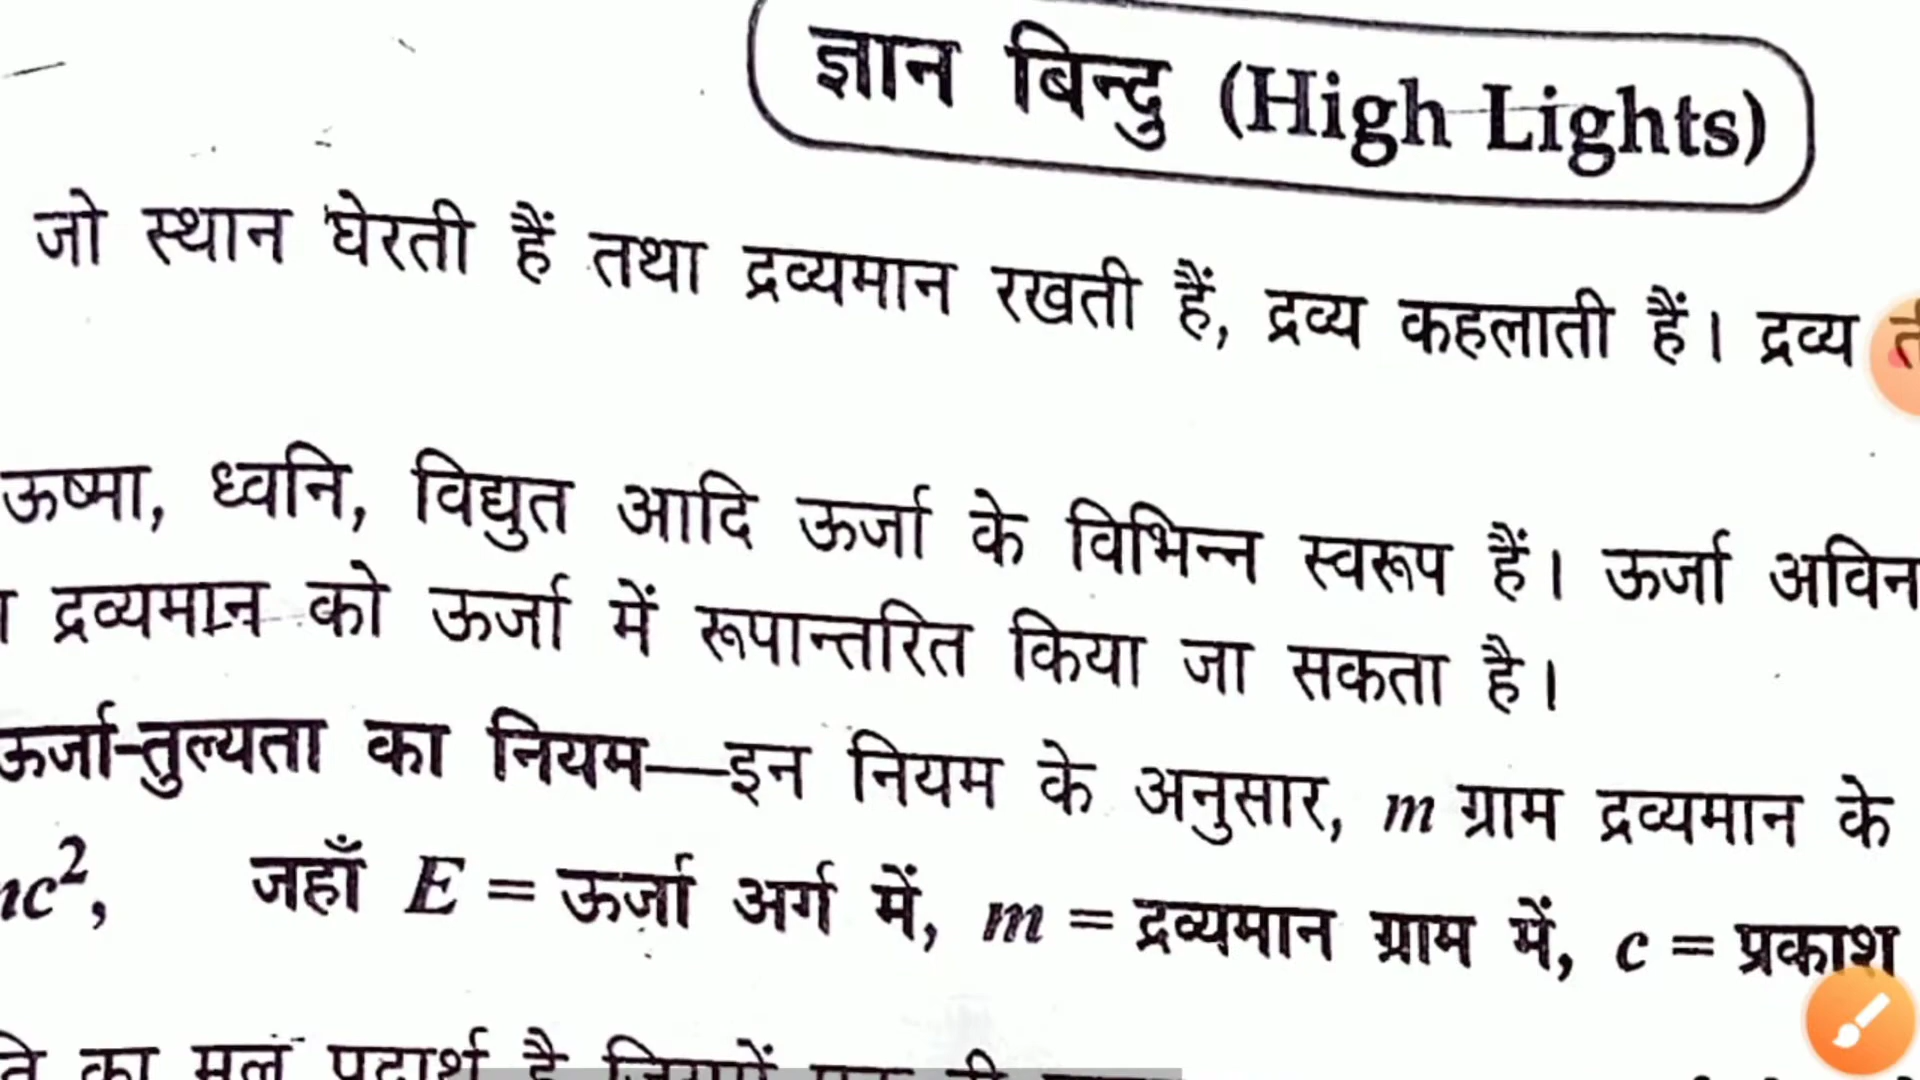 ज्ञान बिन्दु (High Lights)
जो स्थान घेरती हैं तथा द्रव्यमान रखती हैं, द्रव्य कहलाती हैं। द्रव्य
ऊष्मा, ध्वनि, विद्युत आदि ऊर्जा के विभिन्न स्वरूप हैं। ऊर्जा अविन
द्रव्यमान को ऊर्जा में रूपान्तरित किया जा सकता है।
ऊर्जा-तुल्यता का नियम—इन नियम के अनुसार, m ग्राम द्रव्यमान के
c², जहाँ E = ऊर्जा अर्ग में, m = द्रव्यमान ग्राम में, c = प्रकाश
का मूल पदार्थ है